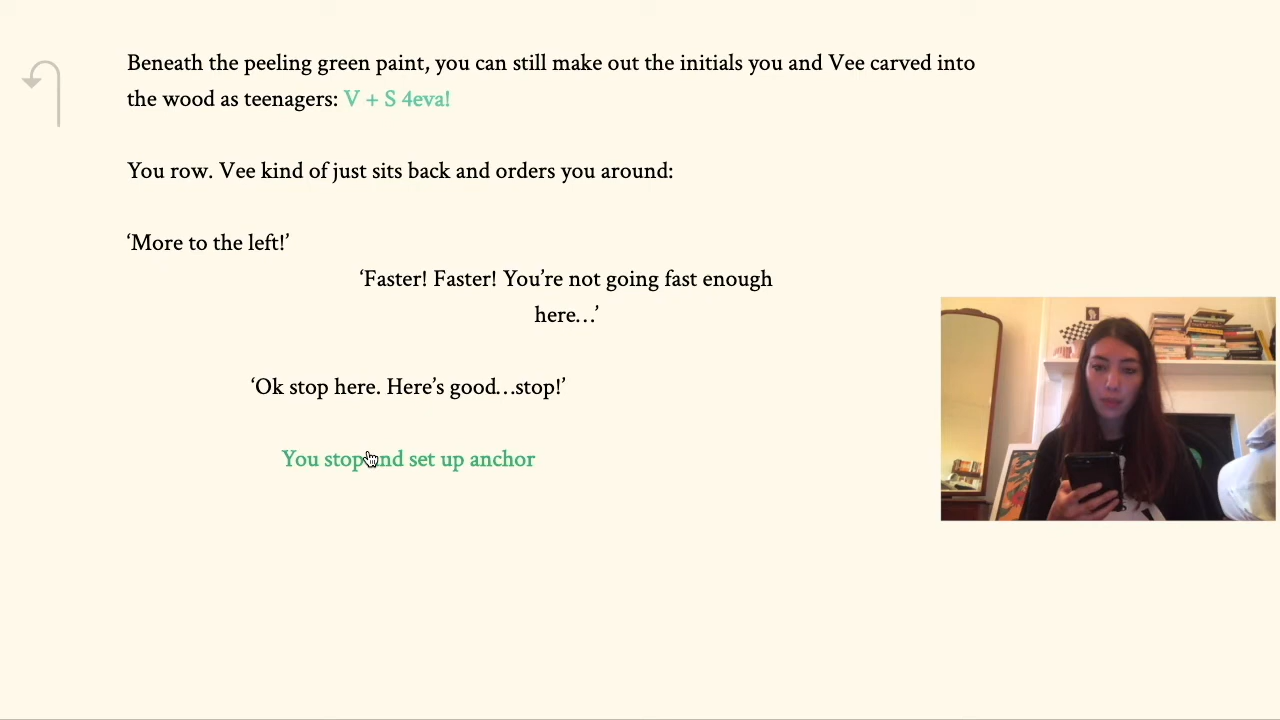 Beneath the peeling green paint, you can still make out the initials you and Vee carved into
the wood as teenagers: V + S 4eva!
You row. Vee kind of just sits back and orders you around:
‘More to the left!’
‘Faster! Faster! You’re not going fast enough
here…’
‘Ok stop here. Here’s good…stop!’
You stop and set up anchor